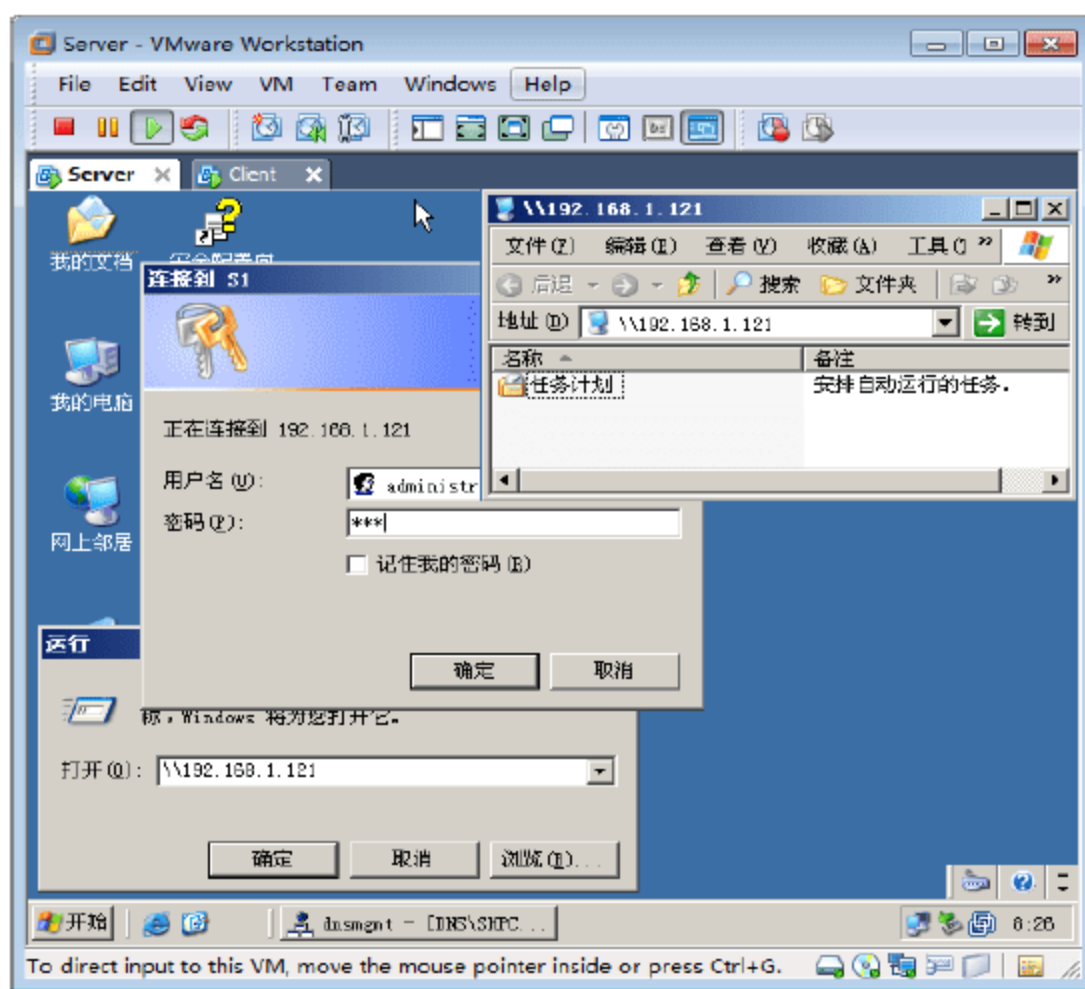 Server - VMware Workstation
File Edit View VM Team Windows Help
Server Client
我的文档
我的电脑
网上邻居
连接到 S1
正在连接到 192.168.1.121
用户名(U): administr
密码(P): ***
记住我的密码(R)
确定 取消
\\192.168.1.121
文件(F) 编辑(E) 查看(V) 收藏(A) 工具(
后退 搜索 文件夹
地址(D) \\192.168.1.121 转到
名称 备注
任务计划 安排自动运行的任务.
运行
称,Windows 将为您打开它。
打开(O): \\192.168.1.121
确定 取消 浏览(B)...
开始 dnsmgmt - [DNS\ 8:26
To direct input to this VM, move the mouse pointer inside or press Ctrl+G.